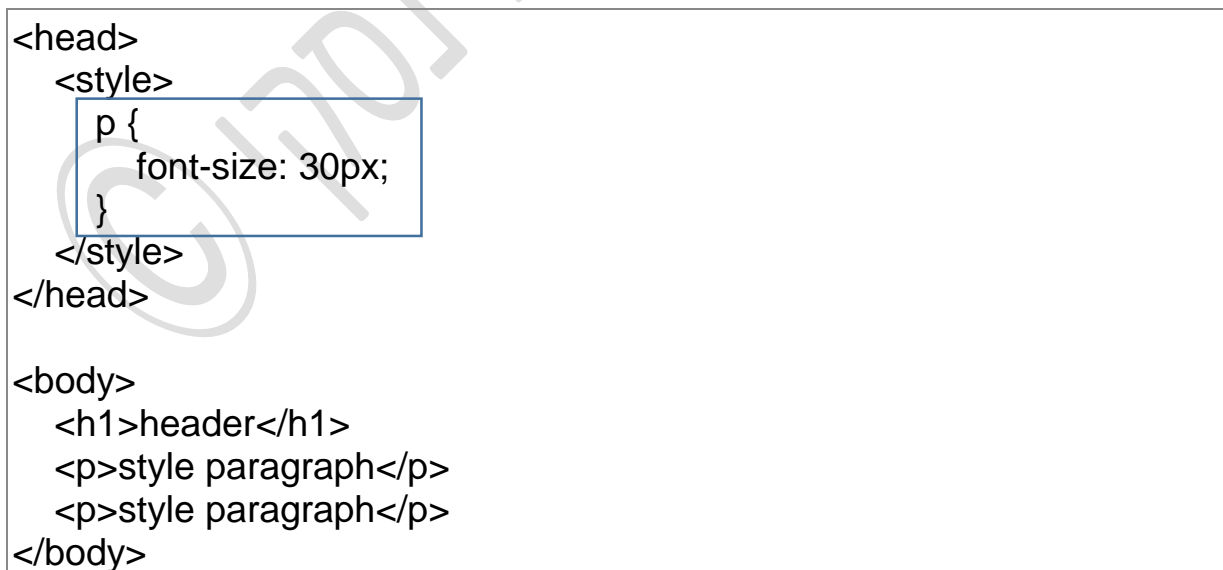 <head>
<style>
p {
font-size: 30px;
}
</style>
</head>
<body>
<h1>header</h1>
<p>style paragraph</p>
<p>style paragraph</p>
</body>
©